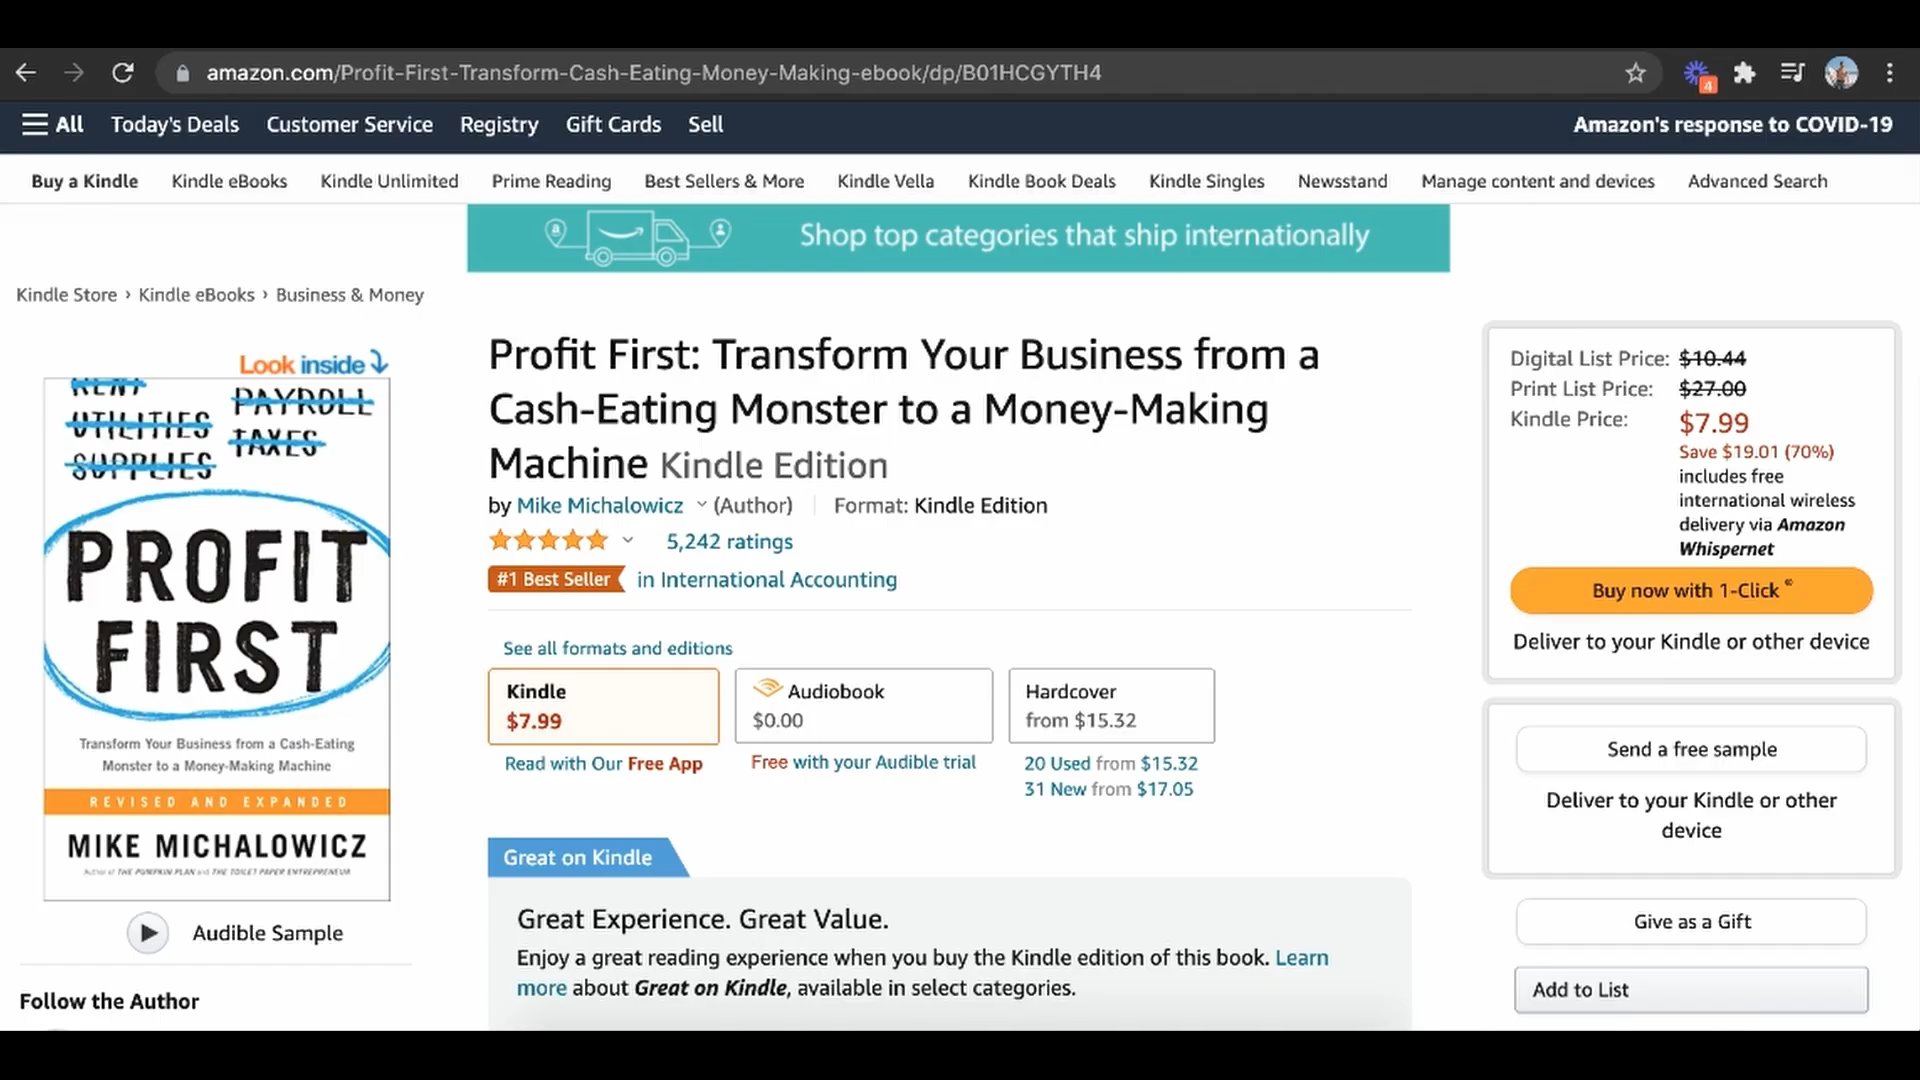 amazon.com/Profit-First-Transform-Cash-Eating-Money-Making-ebook/dp/B01HCGYTH4
4
All Today's Deals Customer Service Registry Gift Cards Sell Amazon's response to COVID-19
Buy a Kindle Kindle eBooks Kindle Unlimited Prime Reading Best Sellers & More Kindle Vella Kindle Book Deals Kindle Singles Newsstand Manage content and devices Advanced Search
Shop top categories that ship internationally
Kindle Store › Kindle eBooks › Business & Money
Look inside
RENT
UTILITIES
SUPPLIES
PAYROLL
TAXES
PROFIT
FIRST
Transform Your Business from a Cash-Eating
Monster to a Money-Making Machine
REVISED AND EXPANDED
MIKE MICHALOWICZ
Author of THE PUMPKIN PLAN and THE TOILET PAPER ENTREPRENEUR
Audible Sample
Follow the Author
Profit First: Transform Your Business from a
Cash-Eating Monster to a Money-Making
Machine Kindle Edition
by Mike Michalowicz (Author) Format: Kindle Edition
5,242 ratings
#1 Best Seller in International Accounting
See all formats and editions
Kindle
$7.99
Read with Our Free App
Audiobook
$0.00
Free with your Audible trial
Hardcover
from $15.32
20 Used from $15.32
31 New from $17.05
Great on Kindle
Great Experience. Great Value.
Enjoy a great reading experience when you buy the Kindle edition of this book. Learn
more about Great on Kindle, available in select categories.
Digital List Price: $10.44
Print List Price: $27.00
Kindle Price: $7.99
Save $19.01 (70%)
includes free
international wireless
delivery via Amazon
Whispernet
Buy now with 1-Click ®
Deliver to your Kindle or other device
Send a free sample
Deliver to your Kindle or other
device
Give as a Gift
Add to List